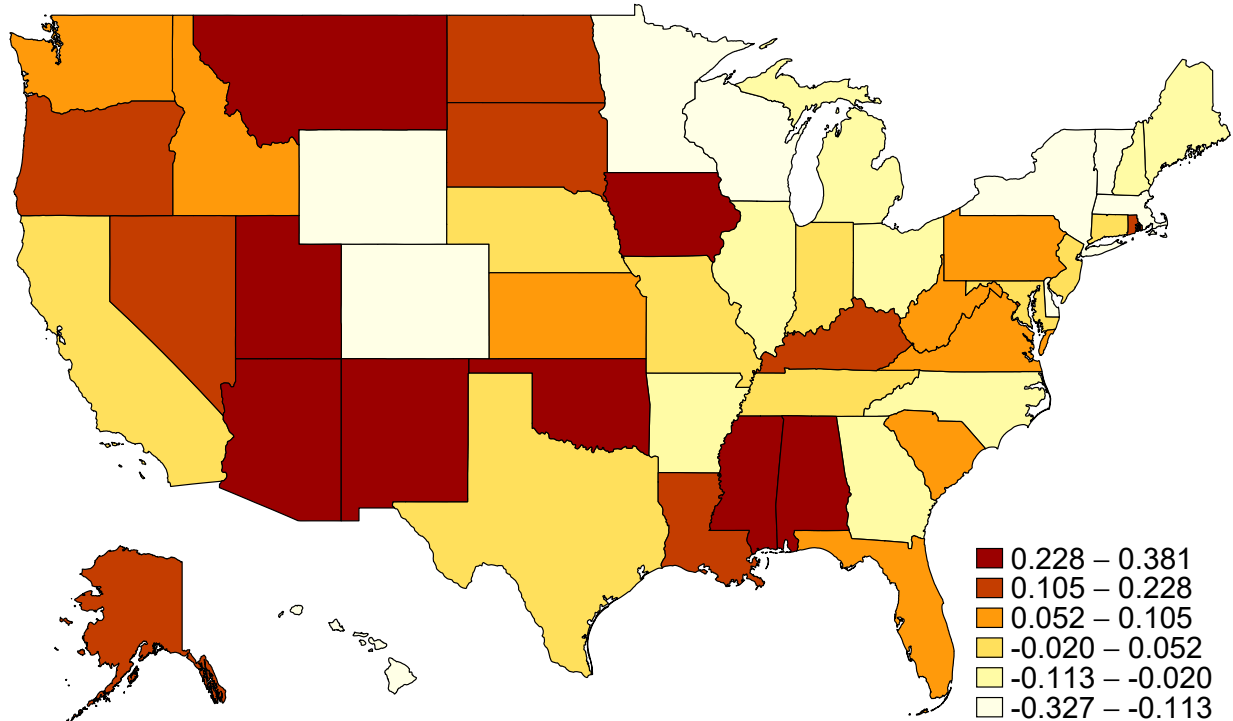 0.228 – 0.381
0.105 – 0.228
0.052 – 0.105
-0.020 – 0.052
-0.113 – -0.020
-0.327 – -0.113